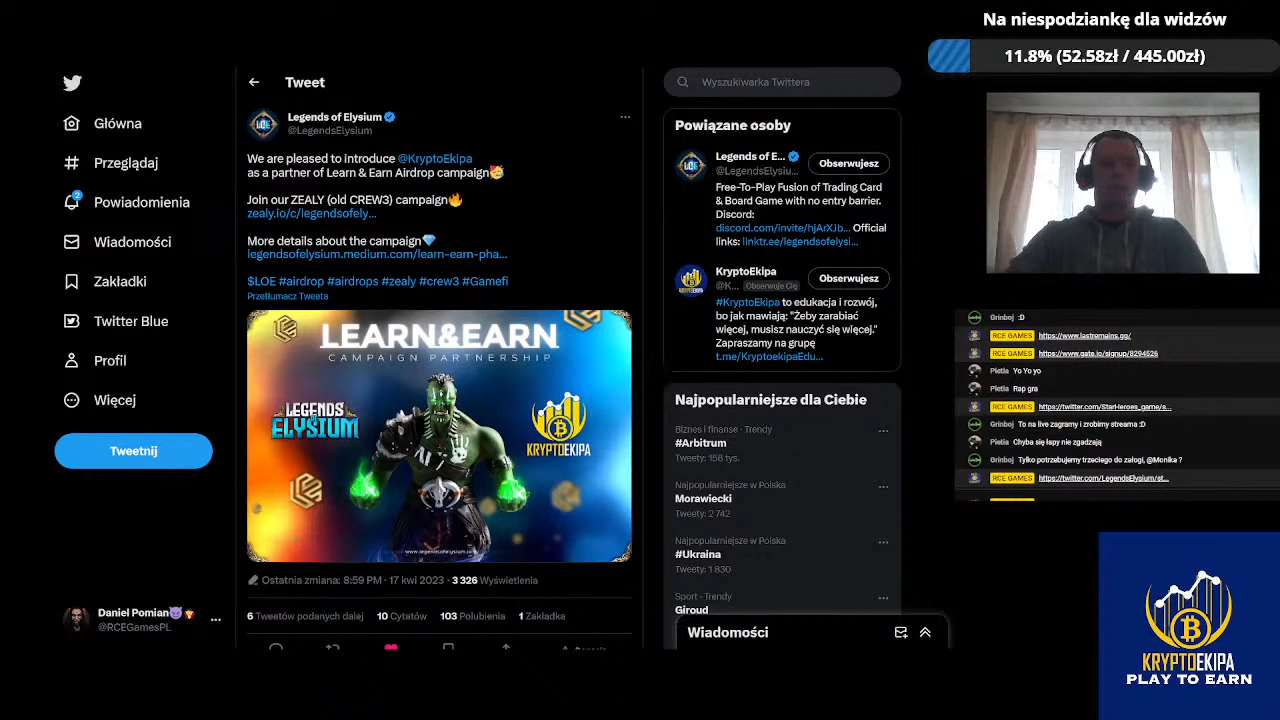 Na niespodziankę dla widzów
11.8% (52.58zł / 445.00zł)
Główna
Przeglądaj
2
Powiadomienia
Wiadomości
Zakładki
Twitter Blue
Profil
Więcej
Tweetnij
Daniel Pomian
@RCEGamesPL
Tweet
Legends of Elysium
@LegendsElysium
We are pleased to introduce @KryptoEkipa
as a partner of Learn & Earn Airdrop campaign🥳
Join our ZEALY (old CREW3) campaign🔥
zealy.io/c/legendsofely…
More details about the campaign💎
legendsofelysium.medium.com/learn-earn-pha…
$LOE #airdrop #airdrops #zealy #crew3 #Gamefi
Przetłumacz Tweeta
LEARN&EARN
CAMPAIGN PARTNERSHIP
LEGENDS
OF
ELYSIUM
KRYPTOEKIPA
www.legendsofelysium.io
Ostatnia zmiana: 8:59 PM · 17 kwi 2023 · 3 326 Wyświetlenia
6 Tweetów podanych dalej 10 Cytatów 103 Polubienia 1 Zakładka
Wyszukiwarka Twittera
Powiązane osoby
Legends of E…
@LegendsElysiu…
Obserwujesz
Free-To-Play Fusion of Trading Card
& Board Game with no entry barrier.
Discord:
discord.com/invite/hjArXJb… Official
links: linktr.ee/legendsofelysi…
KryptoEkipa
@K… Obserwuje Cię
Obserwujesz
#KryptoEkipa to edukacja i rozwój,
bo jak mawiają: "Żeby zarabiać
więcej, musisz nauczyć się więcej."
Zapraszamy na grupę
t.me/KryptoekipaEdu…
Najpopularniejsze dla Ciebie
Biznes i finanse · Trendy
#Arbitrum
Tweety: 158 tys.
Najpopularniejsze w Polsce
Morawiecki
Tweety: 2 742
Najpopularniejsze w Polsce
#Ukraina
Tweety: 1 830
Sport · Trendy
Giroud
Wiadomości
Grinboj :D
RCE GAMES https://www.lastremains.gg/
RCE GAMES https://www.gate.io/signup/8294526
Pietia Yo Yo yo
Pietia Rap gra
RCE GAMES https://twitter.com/StarHeroes_game/s...
Grinboj To na live zagramy i zrobimy streama :D
Pietia Chyba się łapy nie zgadzają
Grinboj Tylko potrzebujemy trzeciego do załogi, @Monika ?
RCE GAMES https://twitter.com/LegendsElysium/st...
KRYPTOEKIPA
PLAY TO EARN